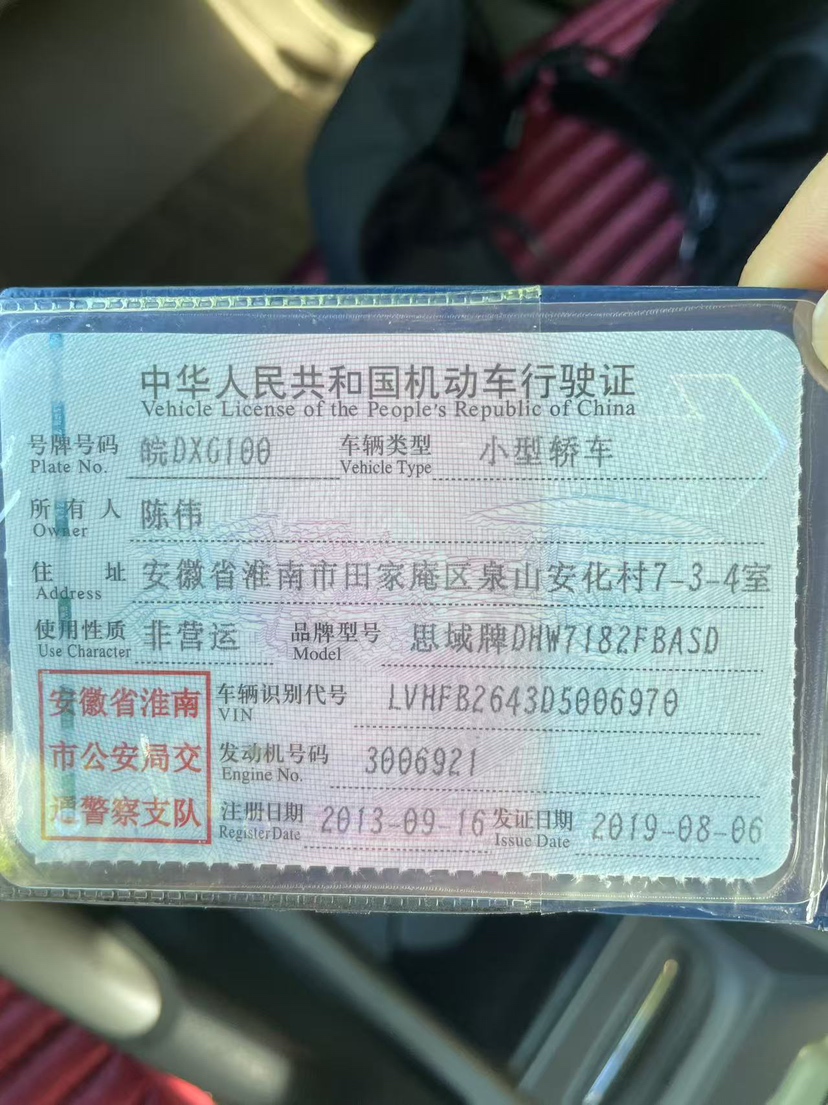 中华人民共和国机动车行驶证
Vehicle License of the People's Republic of China
号牌号码 皖DXG100 车辆类型 小型轿车
Plate No. Vehicle Type
所有人 陈伟
Owner
住址 安徽省淮南市田家庵区泉山安化村7-3-4室
Address
使用性质 非营运 品牌型号 思域牌DHW7182FBASD
Use Character Model
安徽省淮南 车辆识别代号 LVHFB2643D5006970
VIN
市公安局交 发动机号码 3006921
Engine No.
通警察支队 注册日期 2013-09-16 发证日期 2019-08-06
Register Date Issue Date